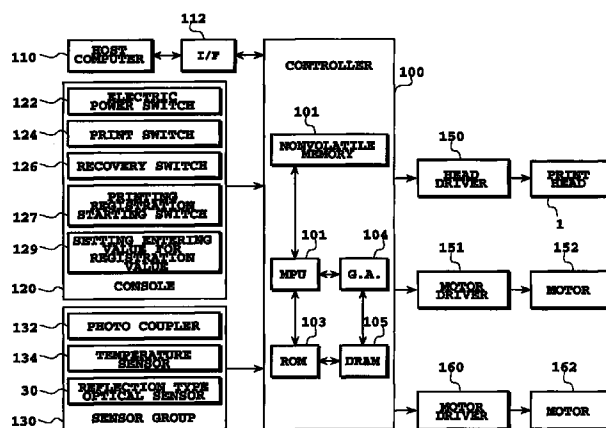 112
110
HOST
COMPUTER
I/F
CONTROLLER
100
122
ELECTRIC
POWER SWITCH
124
PRINT SWITCH
126
RECOVERY SWITCH
127
PRINTING
REGISTRATION
STARTING SWITCH
129
SETTING ENTERING
VALUE FOR
REGISTRATION
VALUE
120
CONSOLE
132
PHOTO COUPLER
134
TEMPERATURE
SENSOR
30
REFLECTION TYPE
OPTICAL SENSOR
130
SENSOR GROUP
101
NONVOLATILE
MEMORY
101
MPU
104
G.A.
103
ROM
105
DRAM
150
HEAD
DRIVER
PRINT
HEAD
1
151
MOTOR
DRIVER
152
MOTOR
160
MOTOR
DRIVER
162
MOTOR